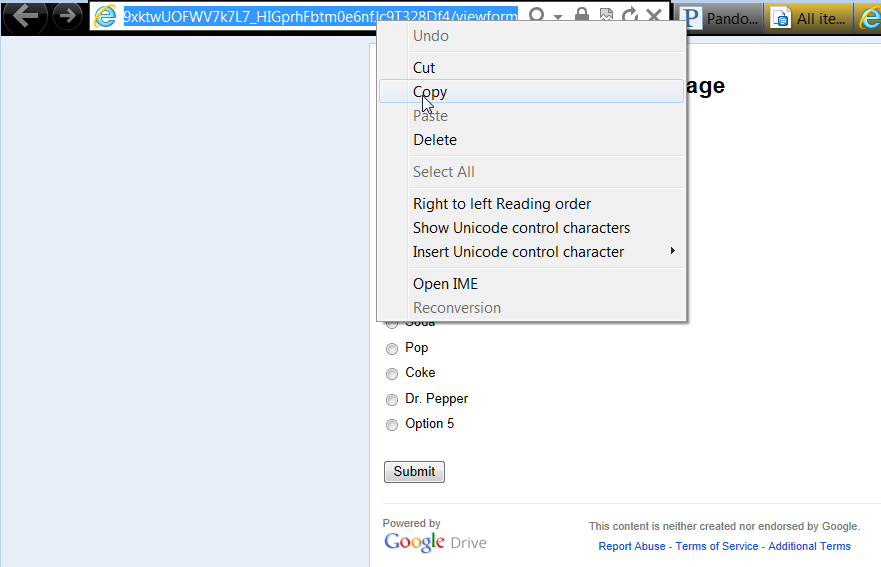 9xktwUOFWV7k7L7_HIGprhFbtm0e6nfJc9T328Df4/viewform
Pando...
All ite...
Undo
Cut
Copy
age
Paste
Delete
Select All
Right to left Reading order
Show Unicode control characters
Insert Unicode control character
Open IME
Reconversion
Soda
Pop
Coke
Dr. Pepper
Option 5
Submit
Powered by
Google Drive
This content is neither created nor endorsed by Google.
Report Abuse - Terms of Service - Additional Terms